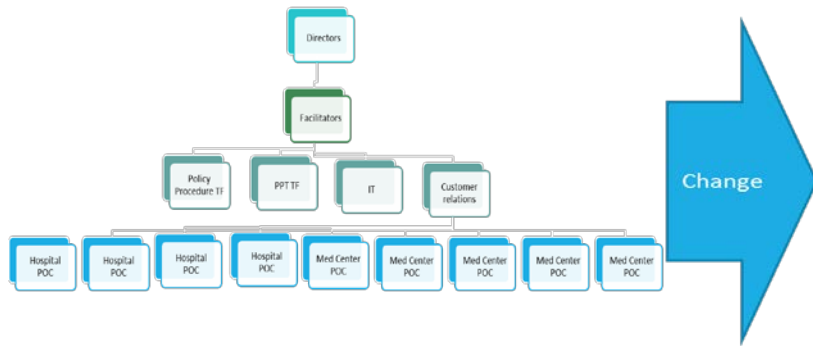 Directors
Facilitators
Policy
Procedure TF
PPT TF
IT
Customer
relations
Hospital
POC
Hospital
POC
Hospital
POC
Hospital
POC
Med Center
POC
Med Center
POC
Med Center
POC
Med Center
POC
Med Center
POC
Change